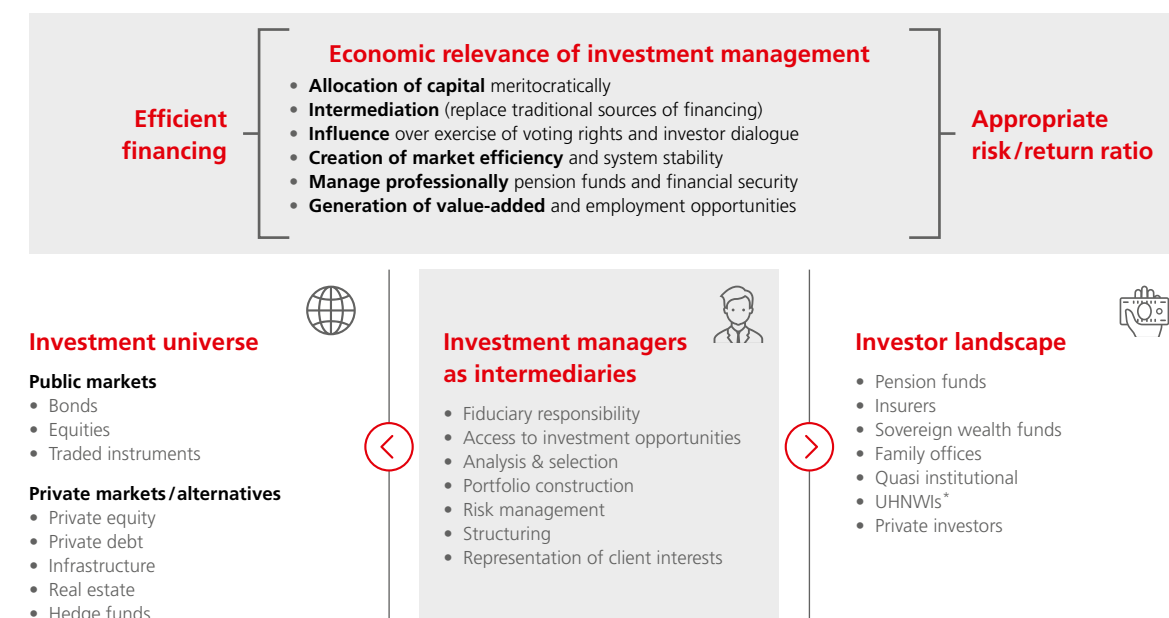 Economic relevance of investment management
• Allocation of capital meritocratically
• Intermediation (replace traditional sources of financing)
• Influence over exercise of voting rights and investor dialogue
• Creation of market efficiency and system stability
• Manage professionally pension funds and financial security
• Generation of value-added and employment opportunities
Efficient
financing
Appropriate
risk/return ratio
Investment universe
Public markets
• Bonds
• Equities
• Traded instruments
Private markets/alternatives
• Private equity
• Private debt
• Infrastructure
• Real estate
• Hedge funds
Investment managers
as intermediaries
• Fiduciary responsibility
• Access to investment opportunities
• Analysis & selection
• Portfolio construction
• Risk management
• Structuring
• Representation of client interests
Investor landscape
• Pension funds
• Insurers
• Sovereign wealth funds
• Family offices
• Quasi institutional
• UHNWIs*
• Private investors